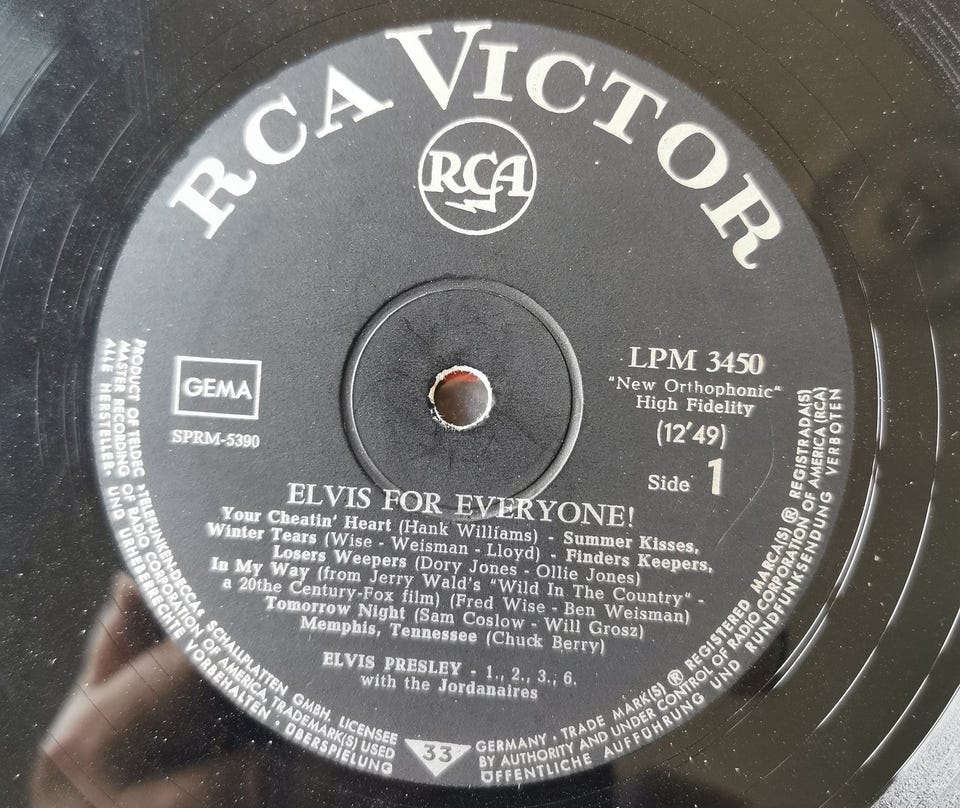 RCA VICTOR
RCA
GEMA
SPRM-5390
LPM 3450
"New Orthophonic"
High Fidelity
(12'49)
Side 1
ELVIS FOR EVERYONE!
Your Cheatin' Heart (Hank Williams) - Summer Kisses,
Winter Tears (Wise - Weisman - Lloyd) - Finders Keepers,
Losers Weepers (Dory Jones - Ollie Jones)
In My Way (from Jerry Wald's "Wild In The Country" -
a 20th Century-Fox film) (Fred Wise - Ben Weisman)
Tomorrow Night (Sam Coslow - Will Grosz)
Memphis, Tennessee (Chuck Berry)
ELVIS PRESLEY - 1., 2., 3., 6.
with the Jordanaires
PRODUCT OF TELDEC »TELEFUNKEN-DECCA« SCHALLPLATTEN GMBH. LICENSEE
MASTER RECORDING OF RADIO CORPORATION OF AMERICA, TRADEMARK(S) USED
ALLE HERSTELLER- UND URHEBERRECHTE VORBEHALTEN · ÜBERSPIELUNG
33
GERMANY · TRADE MARK(S) ® REGISTERED MARCA(S) ® REGISTRADA(S)
BY AUTHORITY AND UNDER CONTROL OF RADIO CORPORATION OF AMERICA (RCA)
ÖFFENTLICHE AUFFÜHRUNG UND RUNDFUNKSENDUNG VERBOTEN